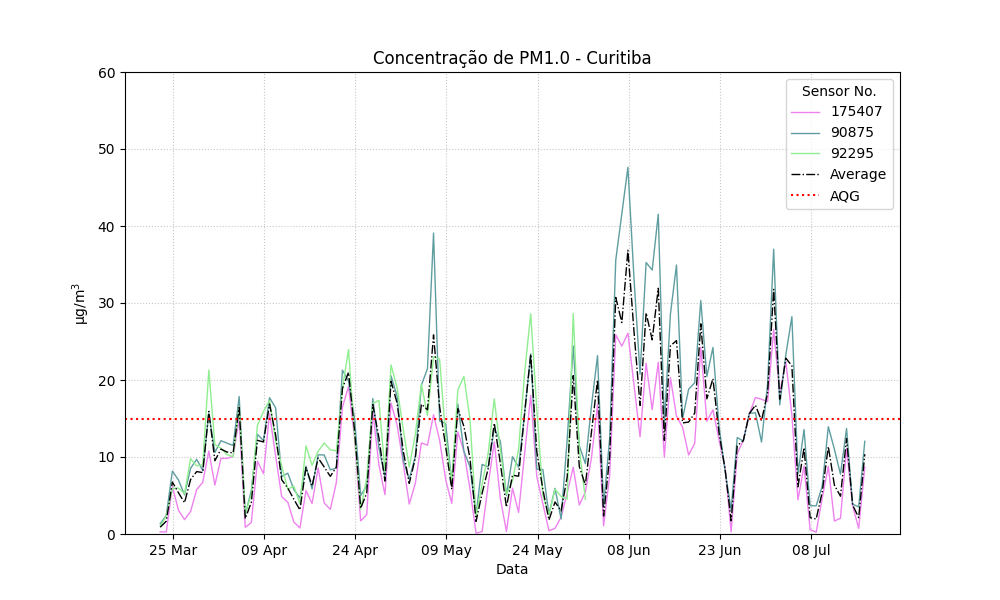 Concentração de PM1.0 - Curitiba
Sensor No.
175407
90875
92295
Average
AQG
µg/m³
60
50
40
30
20
10
0
25 Mar
09 Apr
24 Apr
09 May
24 May
08 Jun
23 Jun
08 Jul
Data